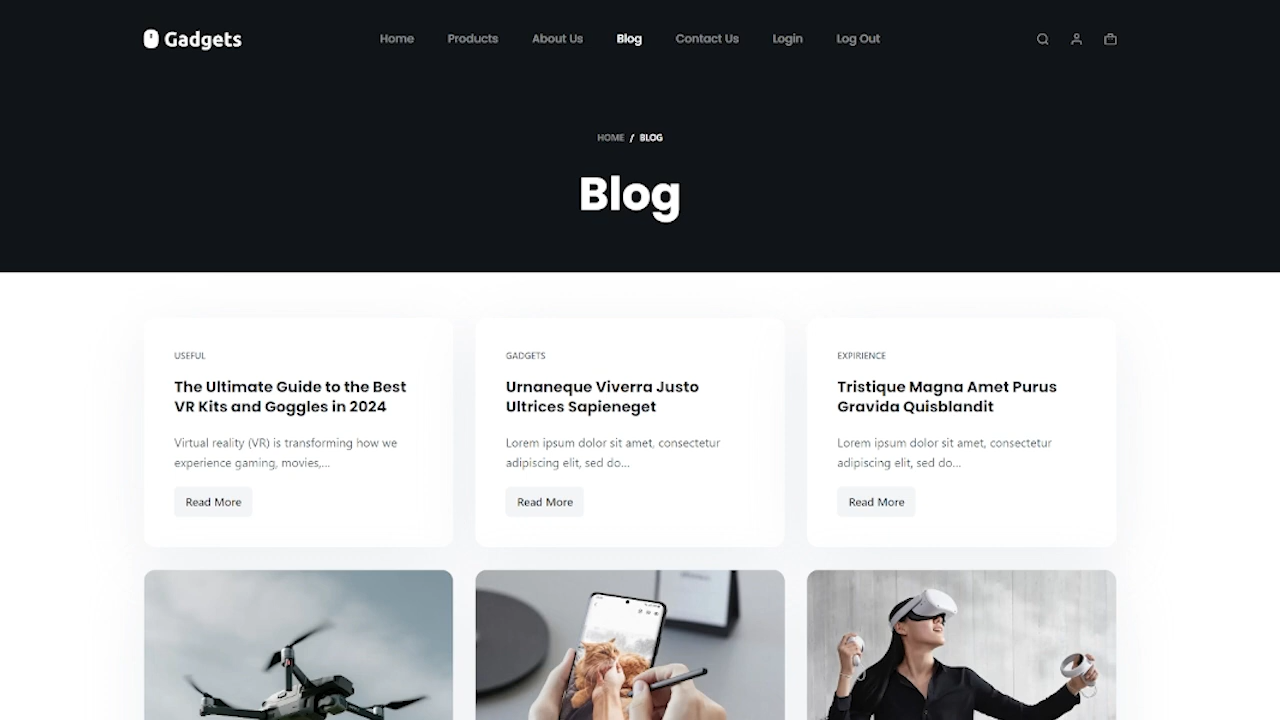 Gadgets
Home Products About Us Blog Contact Us Login Log Out
HOME / BLOG
Blog
USEFUL
The Ultimate Guide to the Best
VR Kits and Goggles in 2024
Virtual reality (VR) is transforming how we
experience gaming, movies,...
Read More
GADGETS
Urnaneque Viverra Justo
Ultrices Sapieneget
Lorem ipsum dolor sit amet, consectetur
adipiscing elit, sed do...
Read More
EXPIRIENCE
Tristique Magna Amet Purus
Gravida Quisblandit
Lorem ipsum dolor sit amet, consectetur
adipiscing elit, sed do...
Read More